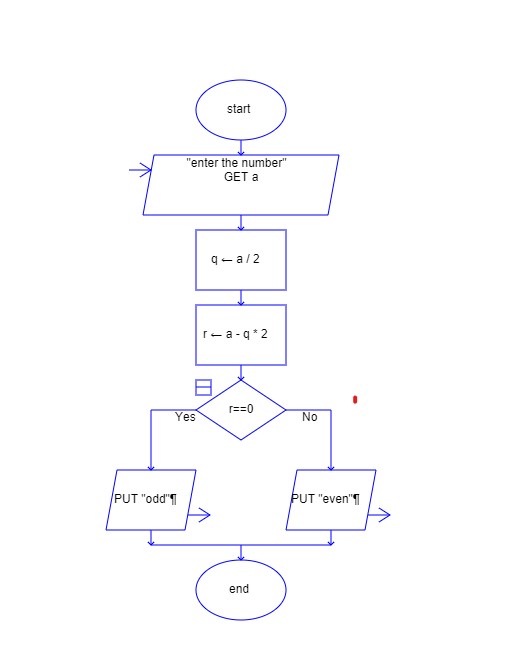 start
"enter the number"
GET a
q ← a / 2
r ← a - q * 2
r==0
Yes
No
PUT "odd"¶
PUT "even"¶
end